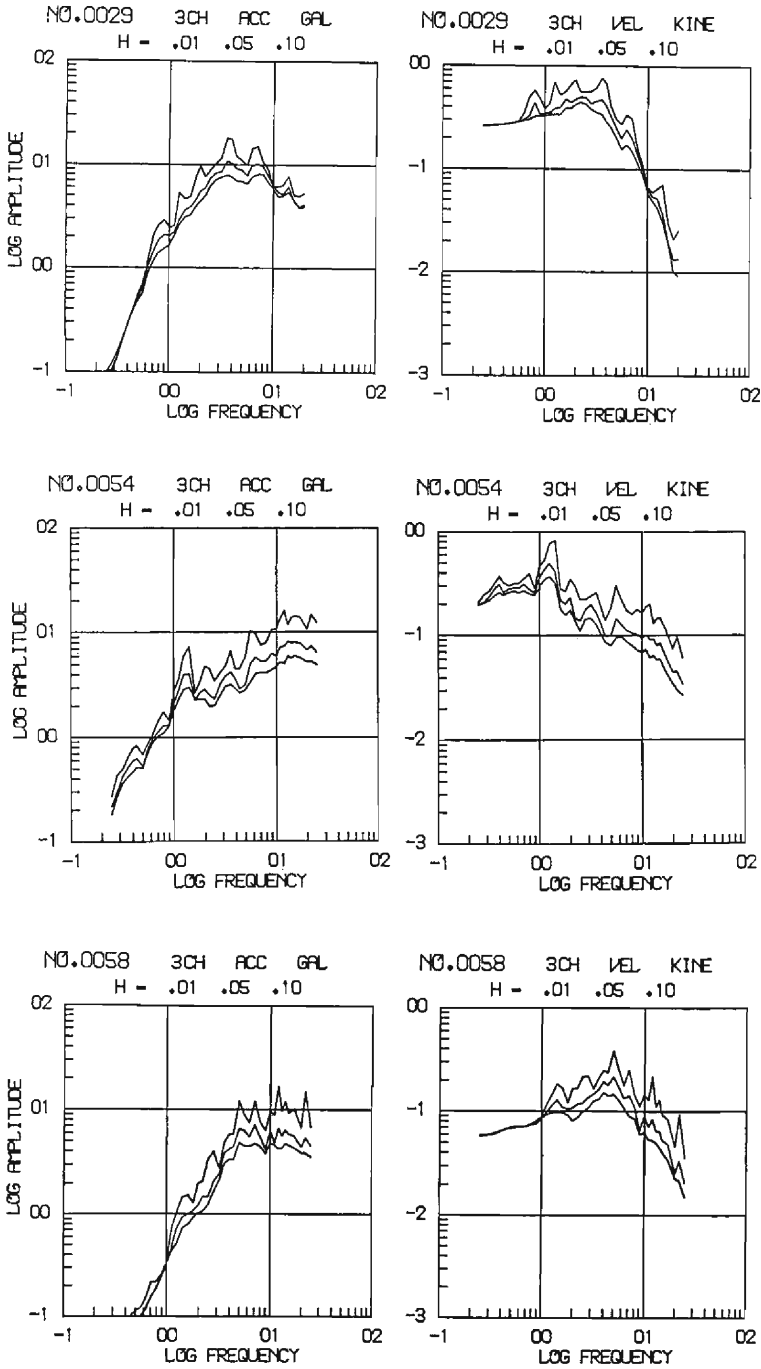 NO.0029 3CH ACC GAL
H = .01 .05 .10
02
01
00
-1
LOG AMPLITUDE
-1 00 01 02
LOG FREQUENCY
NO.0029 3CH VEL KINE
H = .01 .05 .10
00
-1
-2
-3
-1 00 01 02
LOG FREQUENCY
NO.0054 3CH ACC GAL
H = .01 .05 .10
02
01
00
-1
LOG AMPLITUDE
-1 00 01 02
LOG FREQUENCY
NO.0054 3CH VEL KINE
H = .01 .05 .10
00
-1
-2
-3
-1 00 01 02
LOG FREQUENCY
NO.0058 3CH ACC GAL
H = .01 .05 .10
02
01
00
-1
LOG AMPLITUDE
-1 00 01 02
LOG FREQUENCY
NO.0058 3CH VEL KINE
H = .01 .05 .10
00
-1
-2
-3
-1 00 01 02
LOG FREQUENCY